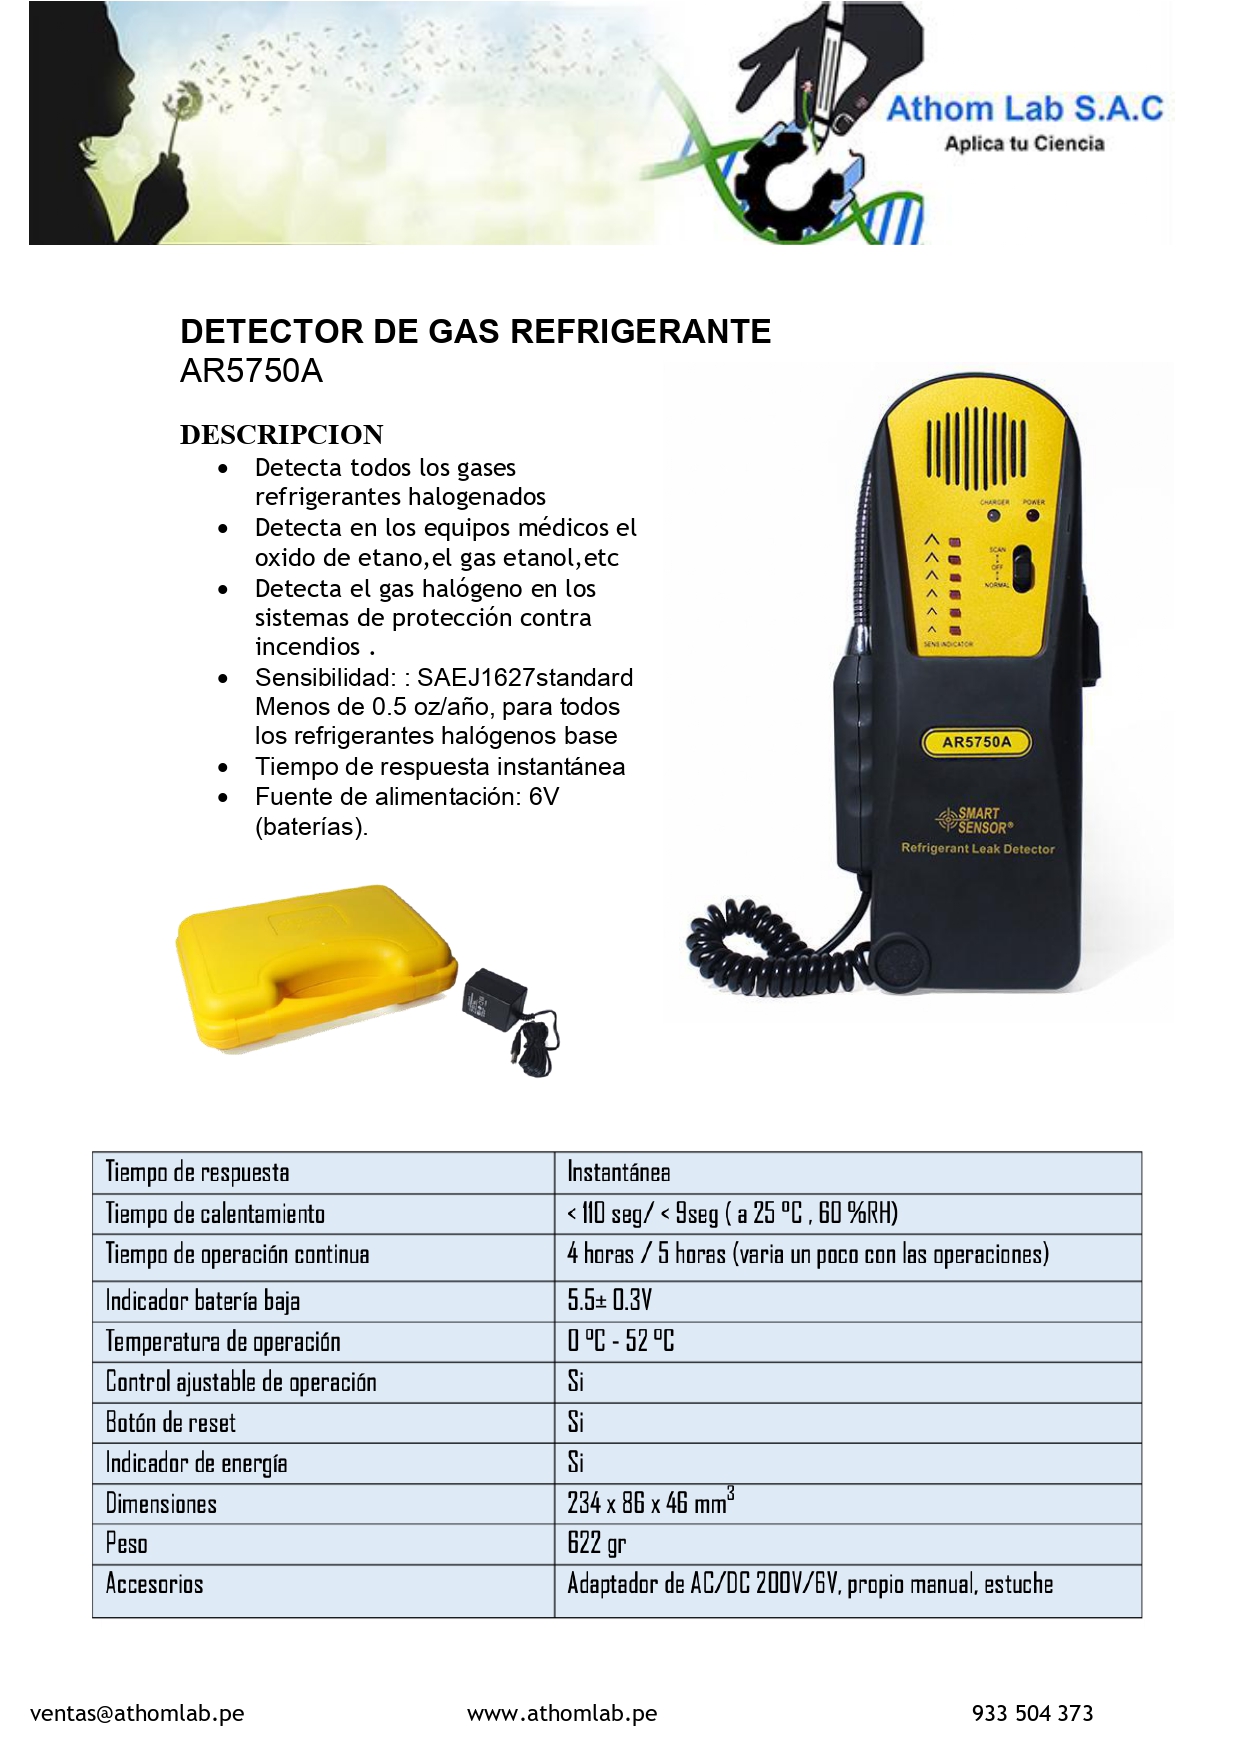 Athom Lab S.A.C
Aplica tu Ciencia
DETECTOR DE GAS REFRIGERANTE
AR5750A
DESCRIPCION
• Detecta todos los gases
refrigerantes halogenados
• Detecta en los equipos médicos el
oxido de etano,el gas etanol,etc
• Detecta el gas halógeno en los
sistemas de protección contra
incendios .
• Sensibilidad: : SAEJ1627standard
Menos de 0.5 oz/año, para todos
los refrigerantes halógenos base
• Tiempo de respuesta instantánea
• Fuente de alimentación: 6V
(baterías).
CHARGER POWER
SCAN
OFF
NORMAL
SENS INDICATOR
AR5750A
SMART
SENSOR®
Refrigerant Leak Detector
Tiempo de respuesta Instantánea
Tiempo de calentamiento < 110 seg/ < 9seg ( a 25 ºC , 60 %RH)
Tiempo de operación continua 4 horas / 5 horas (varia un poco con las operaciones)
Indicador batería baja 5.5± 0.3V
Temperatura de operación 0 ºC - 52 ºC
Control ajustable de operación Si
Botón de reset Si
Indicador de energía Si
Dimensiones 234 x 86 x 46 mm³
Peso 622 gr
Accesorios Adaptador de AC/DC 200V/6V, propio manual, estuche
ventas@athomlab.pe www.athomlab.pe 933 504 373